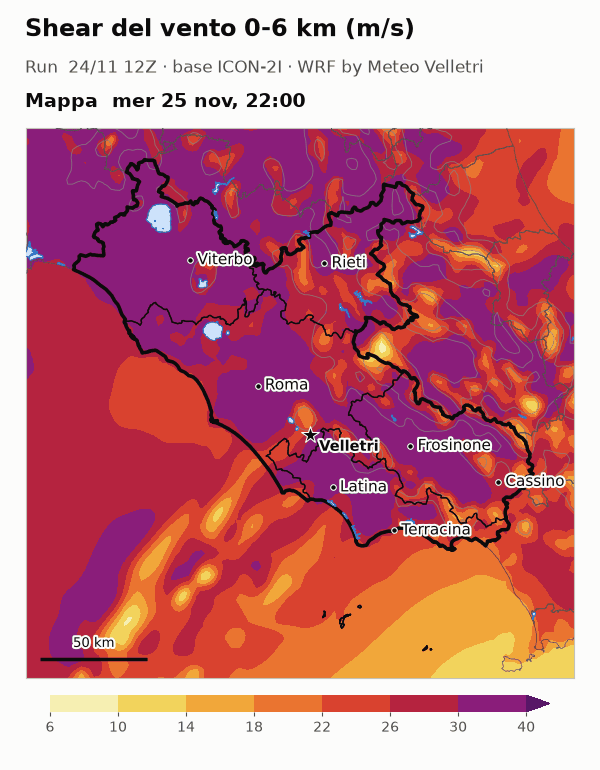 Shear del vento 0-6 km (m/s)
Run  24/11 12Z · base ICON-2I · WRF by Meteo Velletri
Mappa  mer 25 nov, 22:00
Viterbo
Rieti
Roma
Velletri
Frosinone
Cassino
Latina
Terracina
50 km
6 10 14 18 22 26 30 40